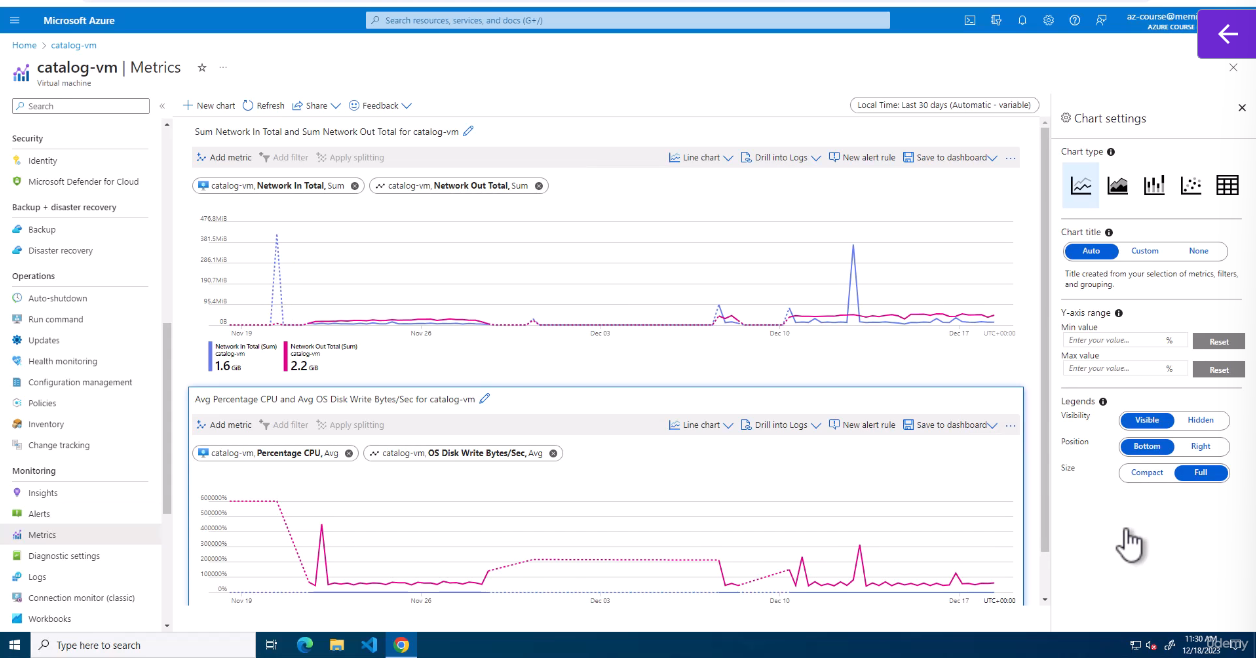 Microsoft Azure
Search resources, services, and docs (G+/)
AZURE COURSE
Home > catalog-vm
catalog-vm | Metrics
Virtual machine
Search
Security
Identity
Microsoft Defender for Cloud
Backup + disaster recovery
Backup
Disaster recovery
Operations
Auto-shutdown
Run command
Updates
Health monitoring
Configuration management
Policies
Inventory
Change tracking
Monitoring
Insights
Alerts
Metrics
Diagnostic settings
Logs
Connection monitor (classic)
Workbooks
New chart Refresh Share Feedback
Local Time: Last 30 days (Automatic - variable)
Sum Network In Total and Sum Network Out Total for catalog-vm
Add metric Add filter Apply splitting Line chart Drill into Logs New alert rule Save to dashboard ...
catalog-vm, Network In Total, Sum catalog-vm, Network Out Total, Sum
476.8MiB
381.5MiB
286.1MiB
190.7MiB
95.4MiB
0B
Nov 19 Nov 26 Dec 03 Dec 10 Dec 17 UTC+00:00
Network In Total (Sum) Network Out Total (Sum)
catalog-vm catalog-vm
1.6 GiB 2.2 GiB
Avg Percentage CPU and Avg OS Disk Write Bytes/Sec for catalog-vm
Add metric Add filter Apply splitting Line chart Drill into Logs New alert rule Save to dashboard ...
catalog-vm, Percentage CPU, Avg catalog-vm, OS Disk Write Bytes/Sec, Avg
600000%
500000%
400000%
300000%
200000%
100000%
0%
Nov 19 Nov 26 Dec 03 Dec 10 Dec 17 UTC+00:00
Chart settings
Chart type
Chart title
Auto Custom None
Title created from your selection of metrics, filters,
and grouping.
Y-axis range
Min value
Enter your value... % Reset
Max value
Enter your value... % Reset
Legends
Visibility Visible Hidden
Position Bottom Right
Size Compact Full
Type here to search
11:30 AM
12/18/2023
ûdemy